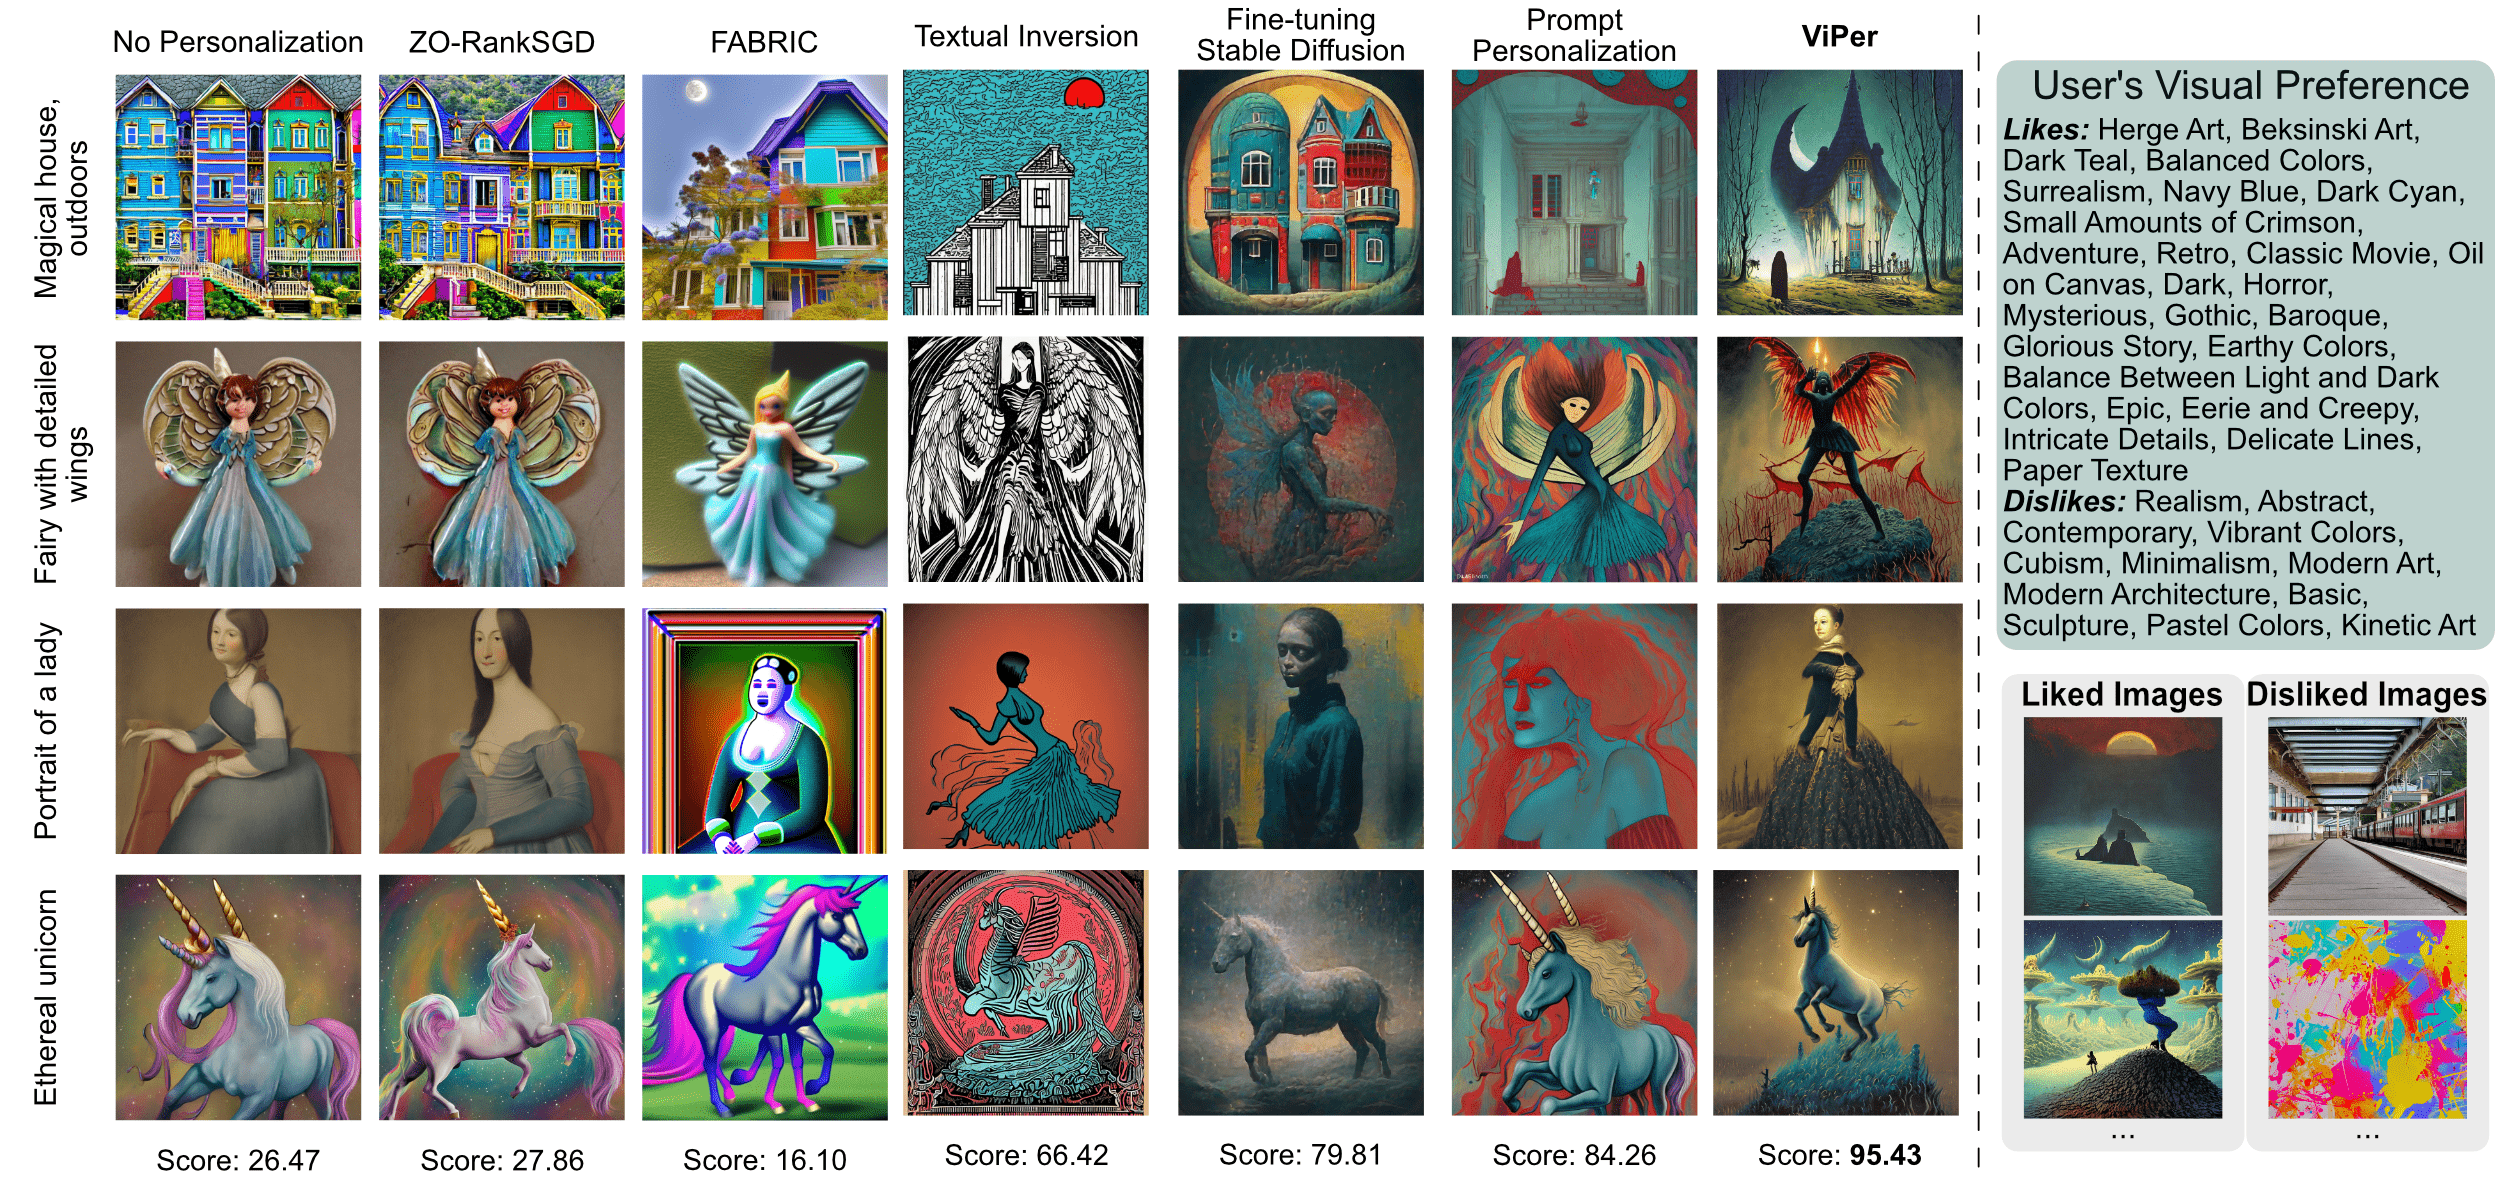 No Personalization
ZO-RankSGD
FABRIC
Textual Inversion
Fine-tuning
Stable Diffusion
Prompt
Personalization
ViPer
Magical house,
outdoors
Fairy with detailed
wings
Portrait of a lady
Ethereal unicorn
Score: 26.47
Score: 27.86
Score: 16.10
Score: 66.42
Score: 79.81
Score: 84.26
Score: 95.43
User's Visual Preference
Likes: Herge Art, Beksinski Art,
Dark Teal, Balanced Colors,
Surrealism, Navy Blue, Dark Cyan,
Small Amounts of Crimson,
Adventure, Retro, Classic Movie, Oil
on Canvas, Dark, Horror,
Mysterious, Gothic, Baroque,
Glorious Story, Earthy Colors,
Balance Between Light and Dark
Colors, Epic, Eerie and Creepy,
Intricate Details, Delicate Lines,
Paper Texture
Dislikes: Realism, Abstract,
Contemporary, Vibrant Colors,
Cubism, Minimalism, Modern Art,
Modern Architecture, Basic,
Sculpture, Pastel Colors, Kinetic Art
Liked Images
Disliked Images
...
...